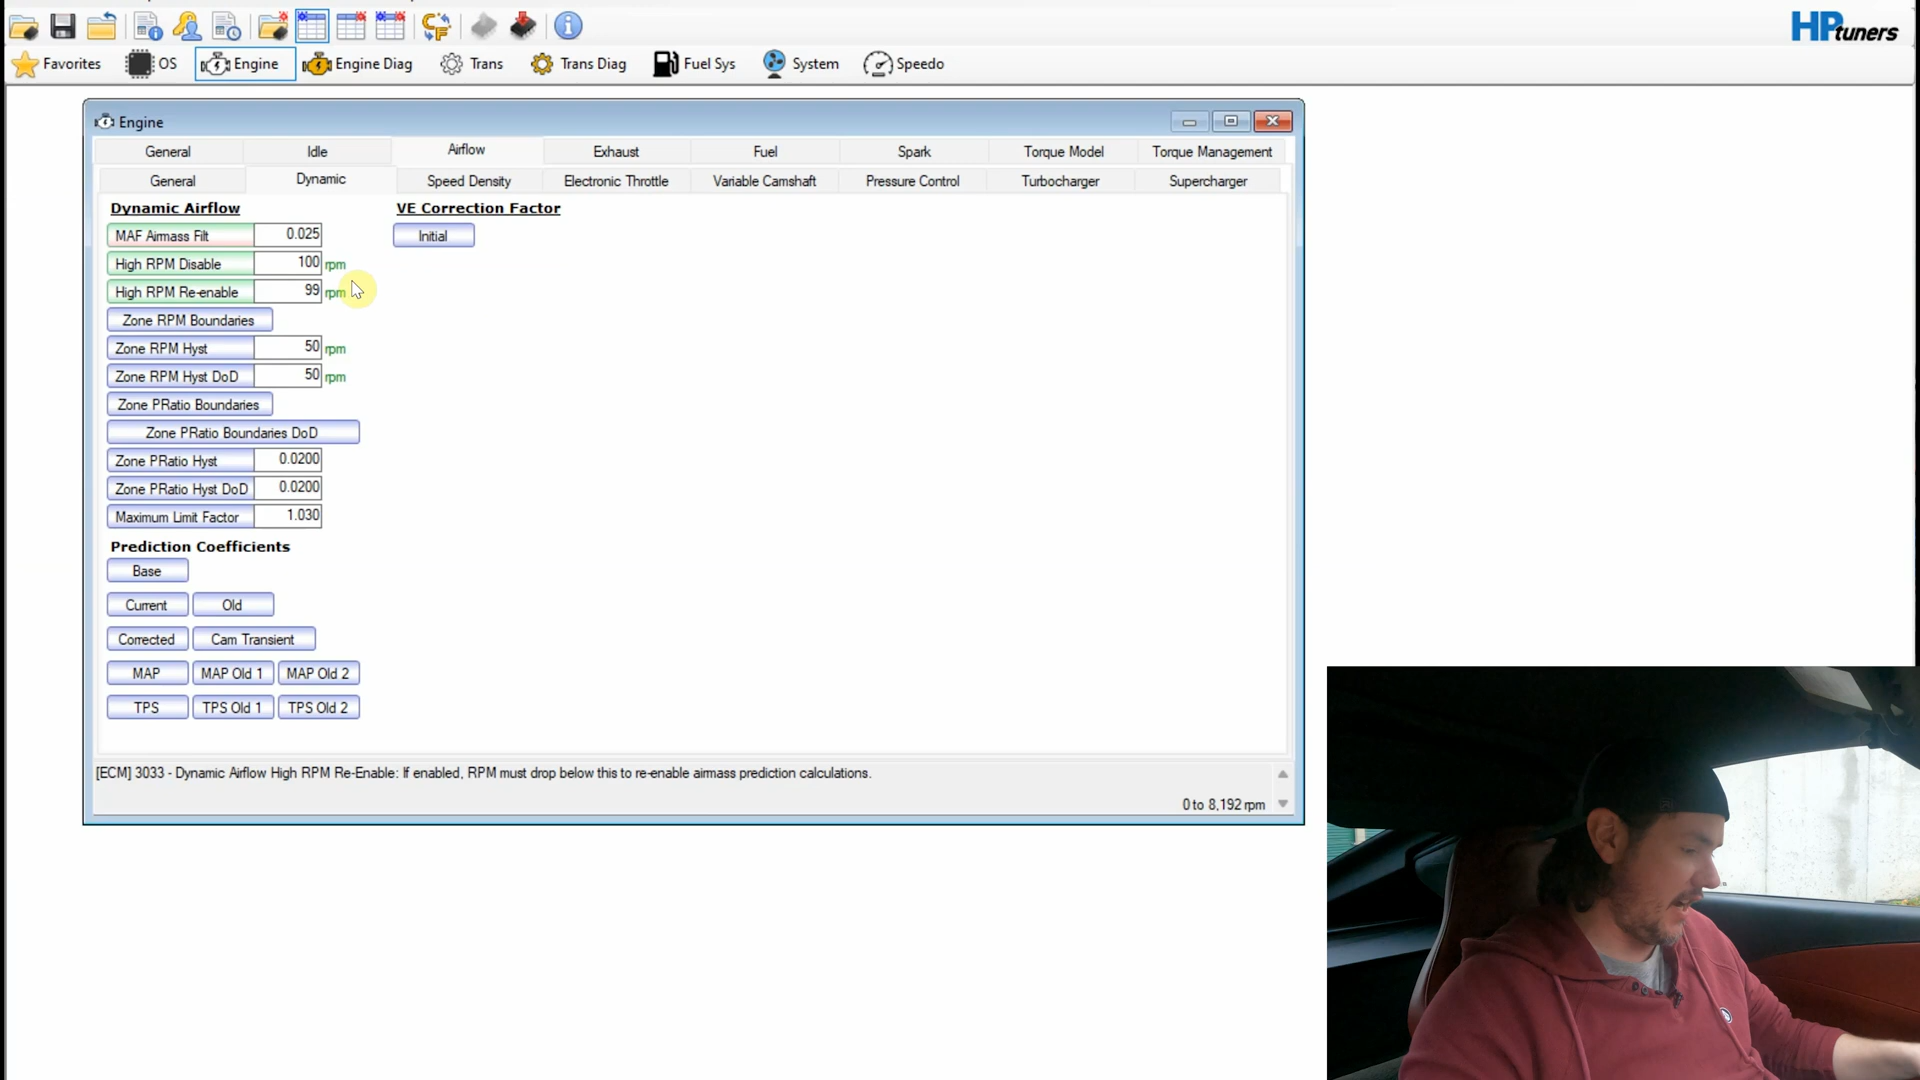 HPtuners
Favorites OS Engine Engine Diag Trans Trans Diag Fuel Sys System Speedo
Engine
General Idle Airflow Exhaust Fuel Spark Torque Model Torque Management
General Dynamic Speed Density Electronic Throttle Variable Camshaft Pressure Control Turbocharger Supercharger
Dynamic Airflow VE Correction Factor
MAF Airmass Filt 0.025 Initial
High RPM Disable 100 rpm
High RPM Re-enable 99 rpm
Zone RPM Boundaries
Zone RPM Hyst 50 rpm
Zone RPM Hyst DoD 50 rpm
Zone PRatio Boundaries
Zone PRatio Boundaries DoD
Zone PRatio Hyst 0.0200
Zone PRatio Hyst DoD 0.0200
Maximum Limit Factor 1.030
Prediction Coefficients
Base
Current Old
Corrected Cam Transient
MAP MAP Old 1 MAP Old 2
TPS TPS Old 1 TPS Old 2
[ECM] 3033 - Dynamic Airflow High RPM Re-Enable: If enabled, RPM must drop below this to re-enable airmass prediction calculations.
0 to 8,192 rpm